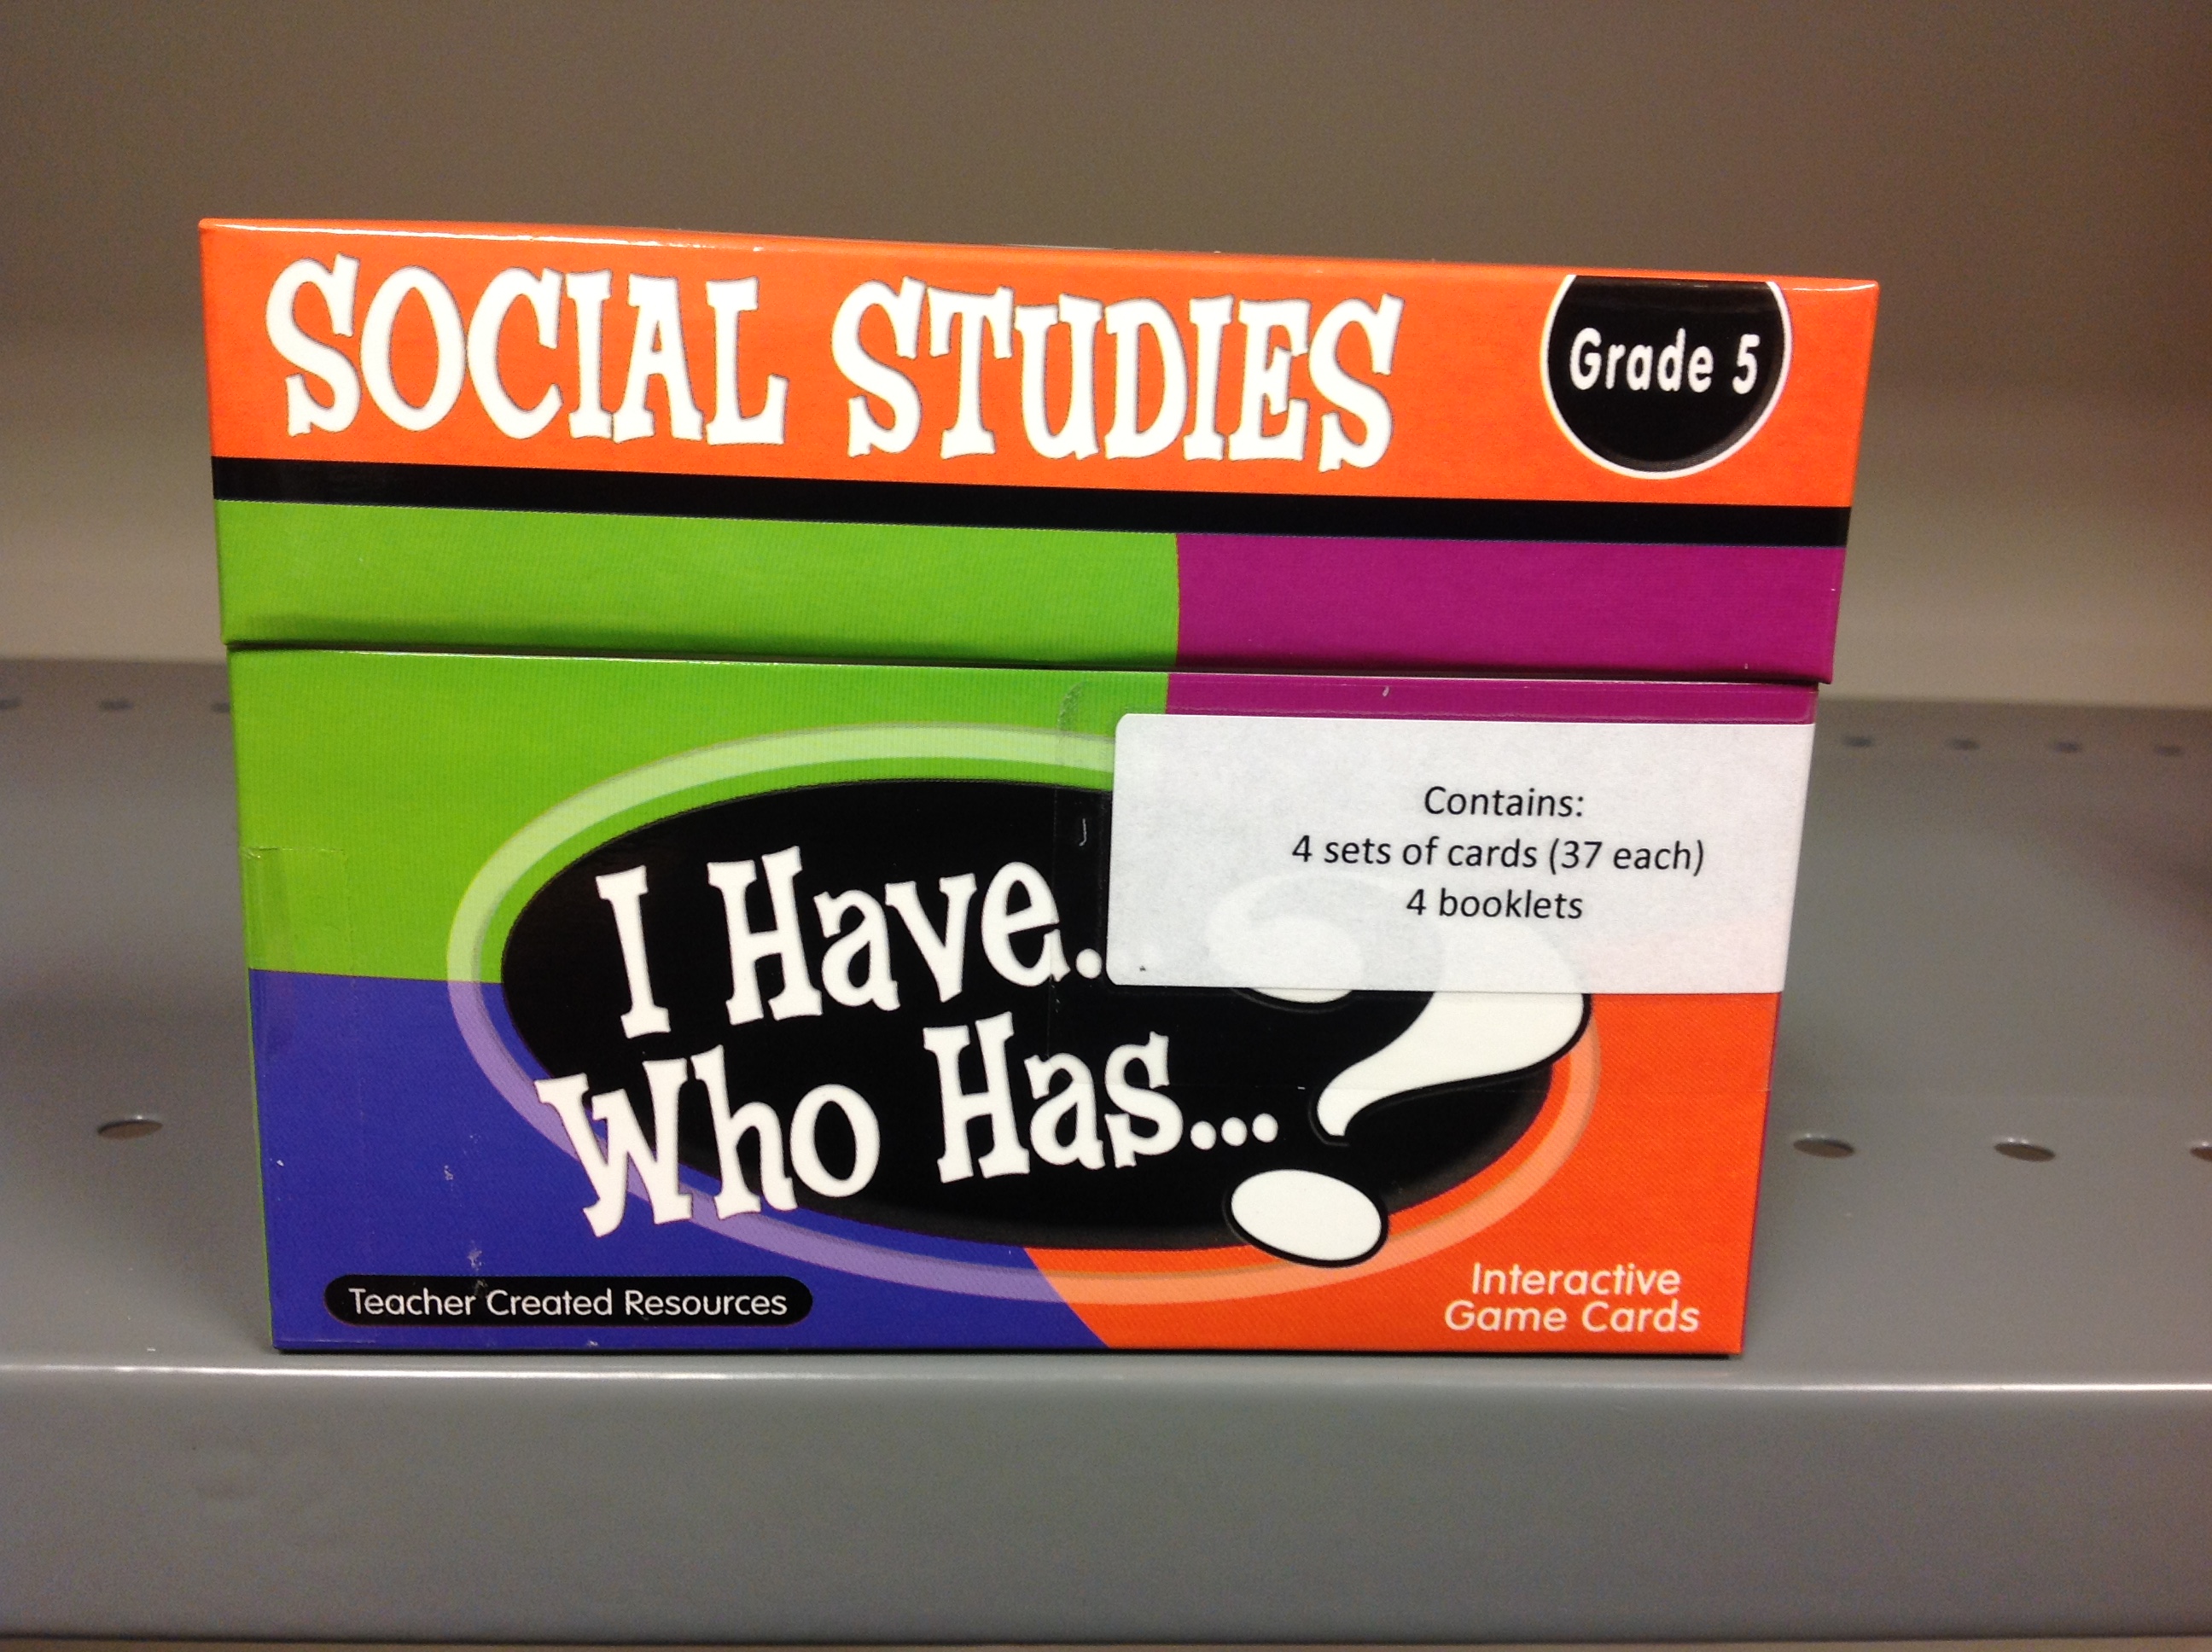 SOCIAL STUDIES
Grade 5
Contains:
4 sets of cards (37 each)
4 booklets
I Have.
Who Has...?
Teacher Created Resources
Interactive
Game Cards